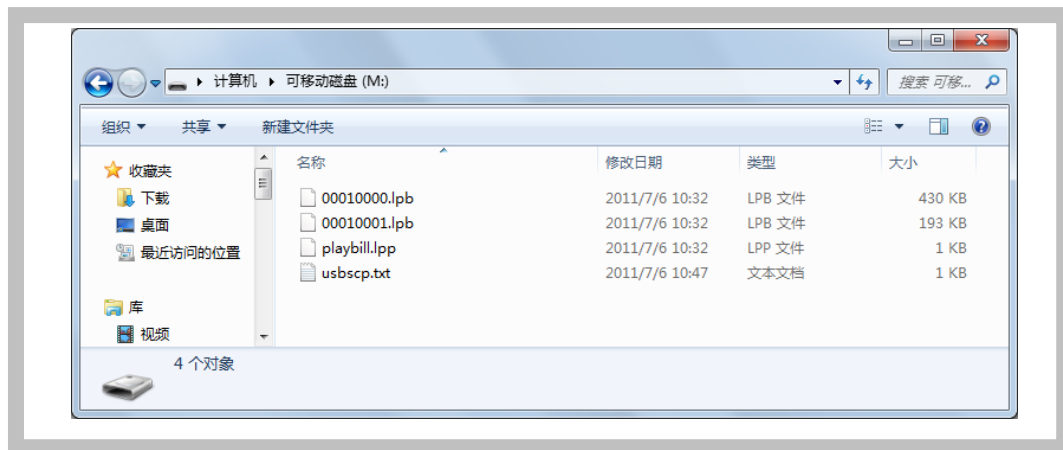 计算机 可移动磁盘 (M:) 搜索 可移...
组织 共享 新建文件夹
收藏夹
下载
桌面
最近访问的位置
库
视频
名称 修改日期 类型 大小
00010000.lpb 2011/7/6 10:32 LPB 文件 430 KB
00010001.lpb 2011/7/6 10:32 LPB 文件 193 KB
playbill.lpp 2011/7/6 10:32 LPP 文件 1 KB
usbscp.txt 2011/7/6 10:47 文本文档 1 KB
4 个对象